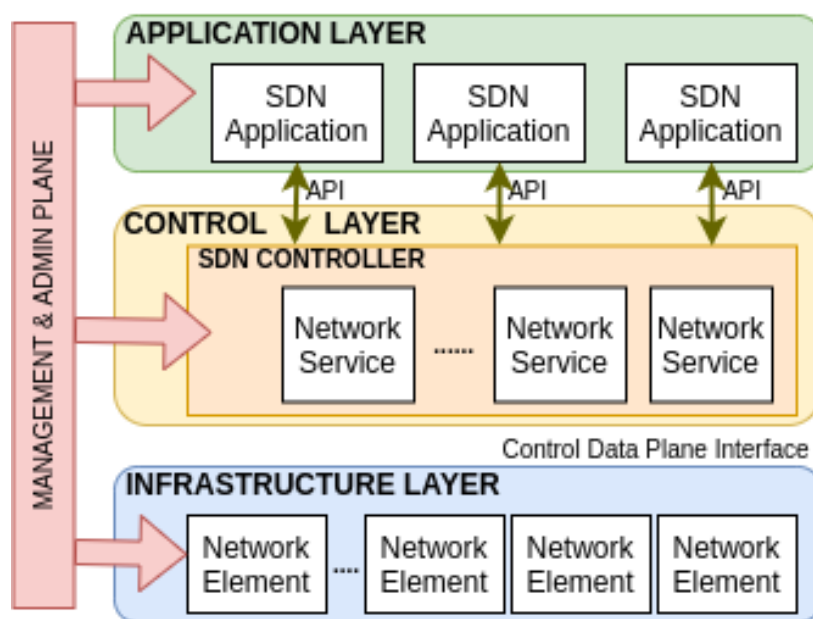 MANAGEMENT & ADMIN PLANE
APPLICATION LAYER
SDN
Application
SDN
Application
SDN
Application
API
API
API
CONTROL LAYER
SDN CONTROLLER
Network
Service
......
Network
Service
Network
Service
Control Data Plane Interface
INFRASTRUCTURE LAYER
Network
Element
....
Network
Element
Network
Element
Network
Element